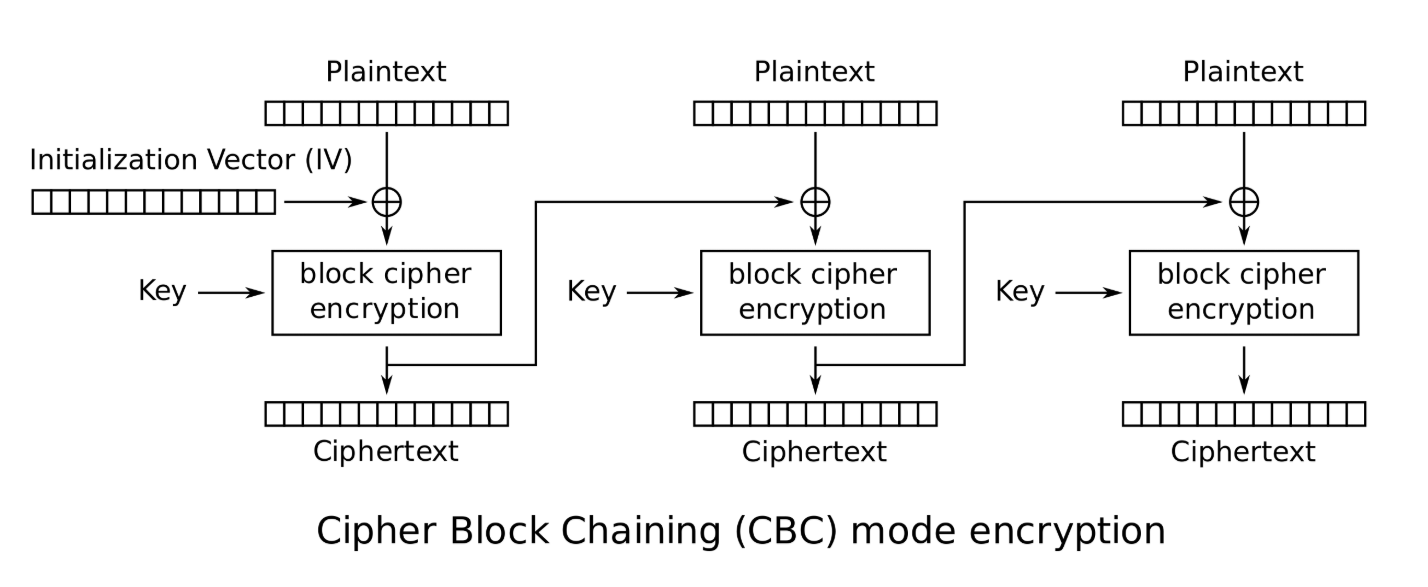 Plaintext
Plaintext
Plaintext
Initialization Vector (IV)
Key
block cipher
encryption
Key
block cipher
encryption
Key
block cipher
encryption
Ciphertext
Ciphertext
Ciphertext
Cipher Block Chaining (CBC) mode encryption